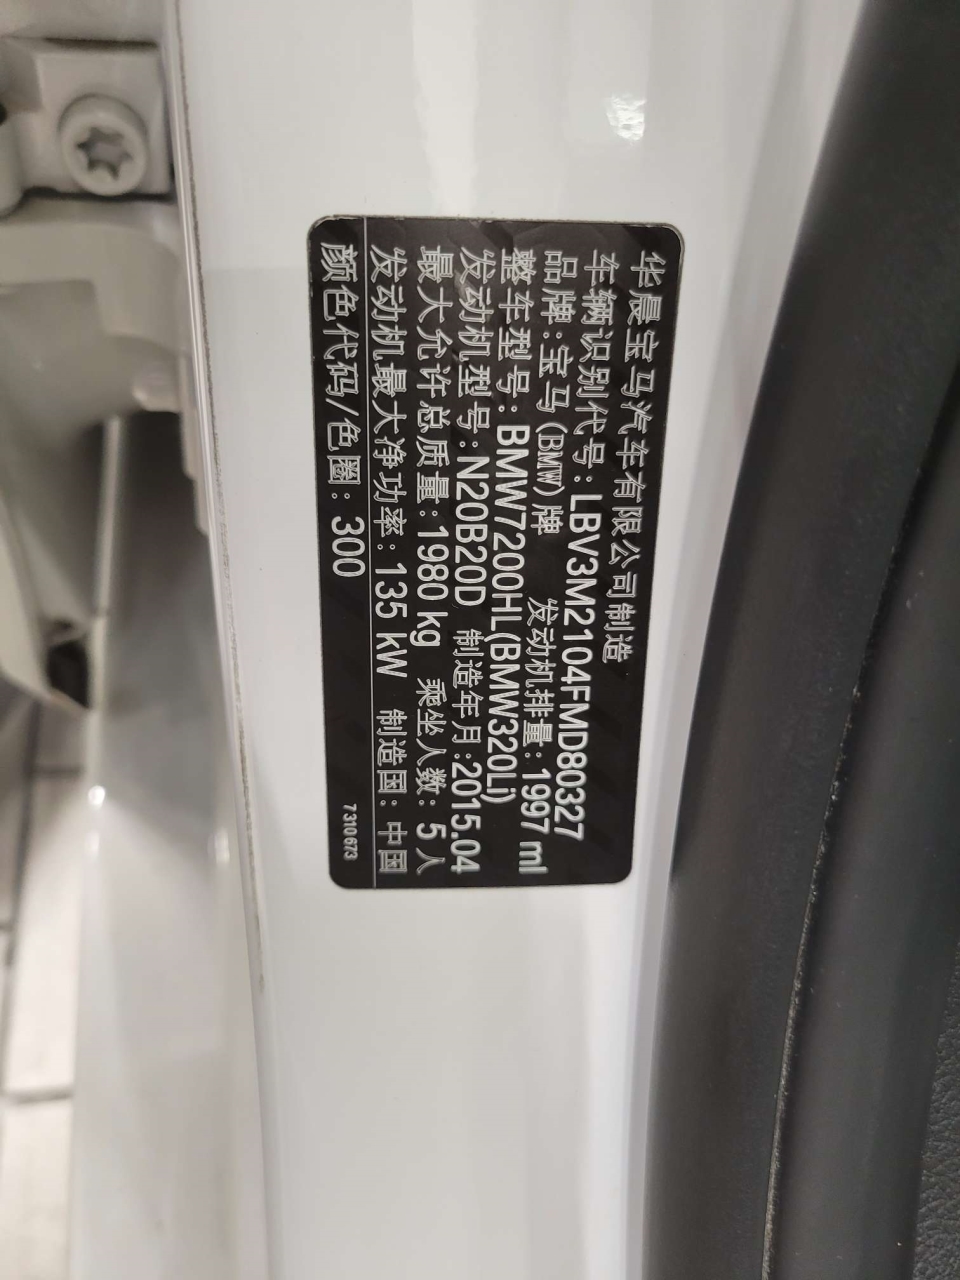 华晨宝马汽车有限公司制造
车辆识别代号:LBV3M2104FMD80327
品牌:宝马(BMW)牌 发动机排量:1997 ml
整车型号:BMW7200HL(BMW320Li)
发动机型号:N20B20D 制造年月:2015.04
最大允许总质量:1980 kg 乘坐人数:5人
发动机最大净功率:135 kW 制造国:中国
颜色代码/色圈:300 7310673